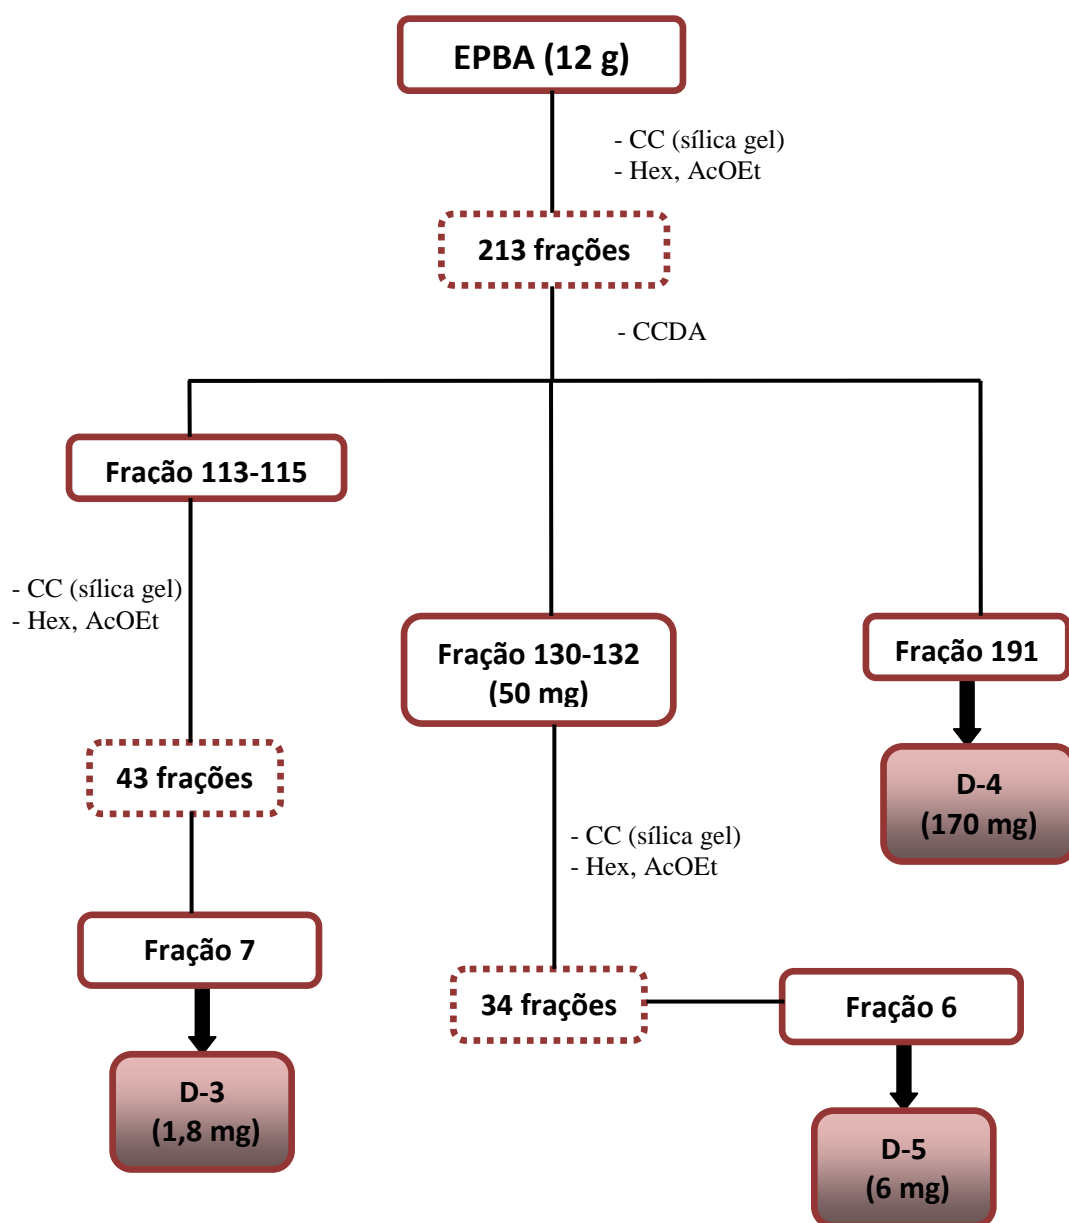 EPBA (12 g)
- CC (sílica gel)
- Hex, AcOEt
213 frações
- CCDA
Fração 113-115
- CC (sílica gel)
- Hex, AcOEt
Fração 130-132
(50 mg)
Fração 191
43 frações
D-4
(170 mg)
- CC (sílica gel)
- Hex, AcOEt
Fração 7
34 frações
Fração 6
D-3
(1,8 mg)
D-5
(6 mg)